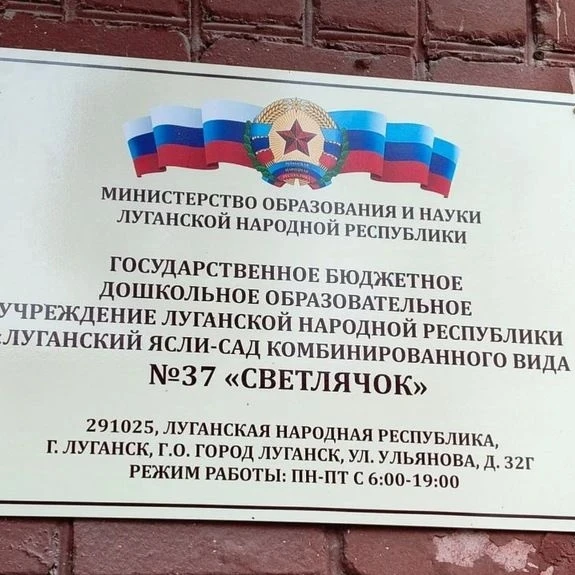 МИНИСТЕРСТВО ОБРАЗОВАНИЯ И НАУКИ
ЛУГАНСКОЙ НАРОДНОЙ РЕСПУБЛИКИ
ГОСУДАРСТВЕННОЕ БЮДЖЕТНОЕ
ДОШКОЛЬНОЕ ОБРАЗОВАТЕЛЬНОЕ
УЧРЕЖДЕНИЕ ЛУГАНСКОЙ НАРОДНОЙ РЕСПУБЛИКИ
«ЛУГАНСКИЙ ЯСЛИ-САД КОМБИНИРОВАННОГО ВИДА
№37 «СВЕТЛЯЧОК»
291025, ЛУГАНСКАЯ НАРОДНАЯ РЕСПУБЛИКА,
Г. ЛУГАНСК, Г.О. ГОРОД ЛУГАНСК, УЛ. УЛЬЯНОВА, Д. 32Г
РЕЖИМ РАБОТЫ: ПН-ПТ С 6:00-19:00